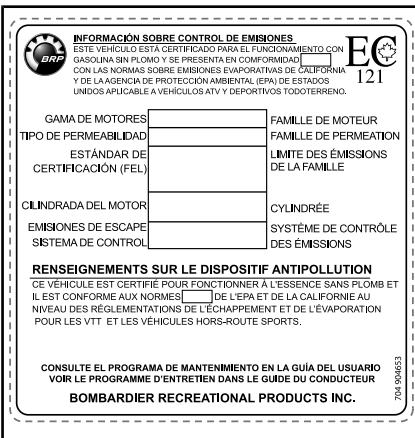 BRP
INFORMACIÓN SOBRE CONTROL DE EMISIONES
ESTE VEHÍCULO ESTÁ CERTIFICADO PARA EL FUNCIONAMIENTO CON
GASOLINA SIN PLOMO Y SE PRESENTA EN COMFORMIDAD
CON LAS NORMAS SOBRE EMISIONES EVAPORATIVAS DE CALIFORNIA
Y DE LA AGENCIA DE PROTECCIÓN AMBIENTAL (EPA) DE ESTADOS
UNIDOS APLICABLE A VEHÍCULOS ATV Y DEPORTIVOS TODOTERRENO.
EC
121
GAMA DE MOTORES FAMILLE DE MOTEUR
TIPO DE PERMEABILIDAD FAMILLE DE PERMEATION
ESTÁNDAR DE LIMITE DES ÉMISSIONS
CERTIFICACIÓN (FEL) DE LA FAMILLE
CILINDRADA DEL MOTOR CYLINDRÉE
EMISIONES DE ESCAPE SYSTÈME DE CONTRÔLE
SISTEMA DE CONTROL DES ÉMISSIONS
RENSEIGNEMENTS SUR LE DISPOSITIF ANTIPOLLUTION
CE VÉHICULE EST CERTIFIÉ POUR FONCTIONNER À L'ESSENCE SANS PLOMB ET
IL EST CONFORME AUX NORMES DE L'EPA ET DE LA CALIFORNIE AU
NIVEAU DES RÉGLEMENTATIONS DE L'ÉCHAPPEMENT ET DE L'ÉVAPORATION
POUR LES VTT ET LES VÉHICULES HORS-ROUTE SPORTS.
CONSULTE EL PROGRAMA DE MANTENIMIENTO EN LA GUÍA DEL USUARIO
VOIR LE PROGRAMME D'ENTRETIEN DANS LE GUIDE DU CONDUCTEUR
BOMBARDIER RECREATIONAL PRODUCTS INC.
704 904653